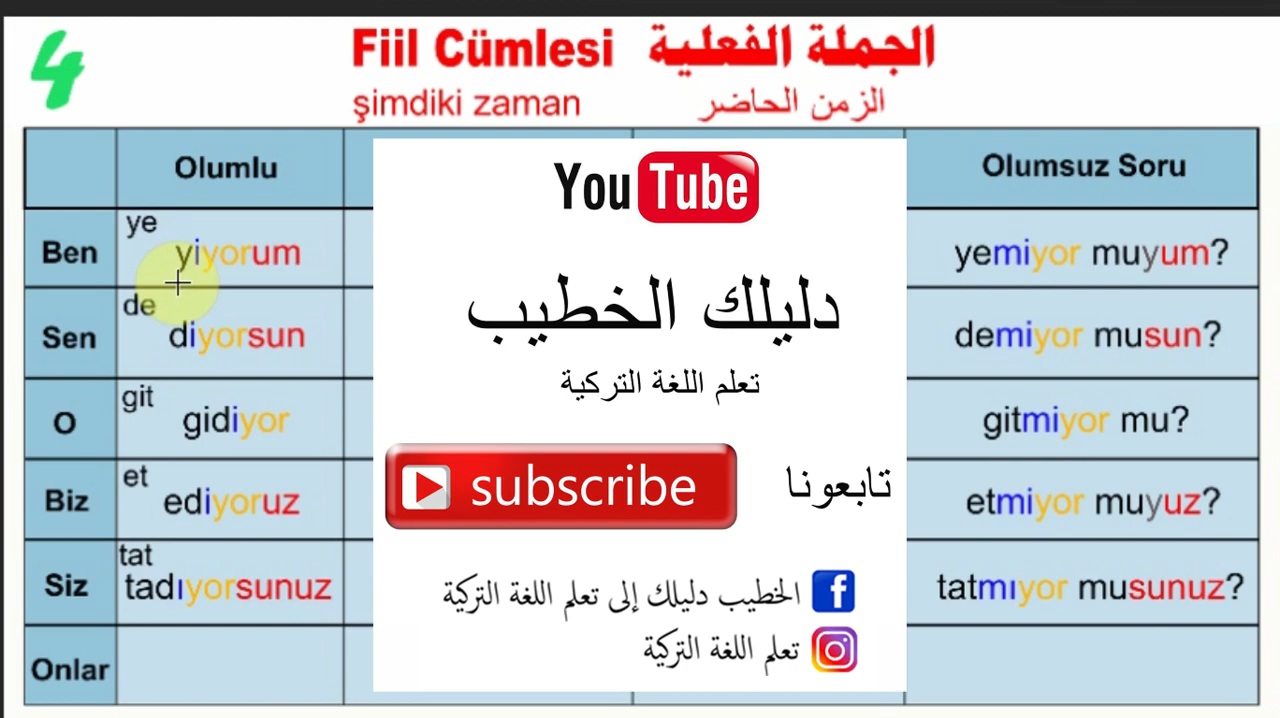 4
Fiil Cümlesi الجملة الفعلية
şimdiki zaman الزمن الحاضر
Olumlu
Olumsuz Soru
Ben
ye
yiyorum
yemiyor muyum?
Sen
de
diyorsun
demiyor musun?
O
git
gidiyor
gitmiyor mu?
Biz
et
ediyoruz
etmiyor muyuz?
Siz
tat
tadıyorsunuz
tatmıyor musunuz?
Onlar
YouTube
دليلك الخطيب
تعلم اللغة التركية
subscribe تابعونا
الخطيب دليلك إلى تعلم اللغة التركية
تعلم اللغة التركية